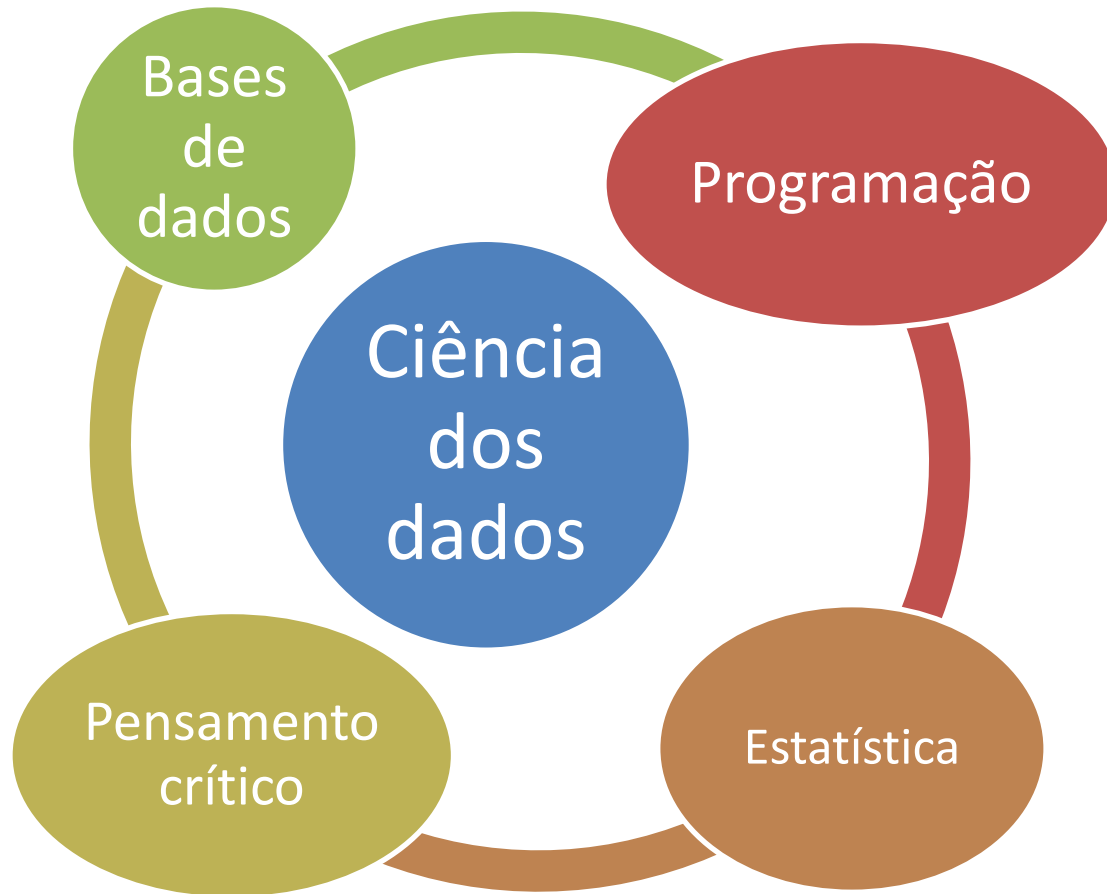 Bases
de
dados
Programação
Ciência
dos
dados
Pensamento
crítico
Estatística